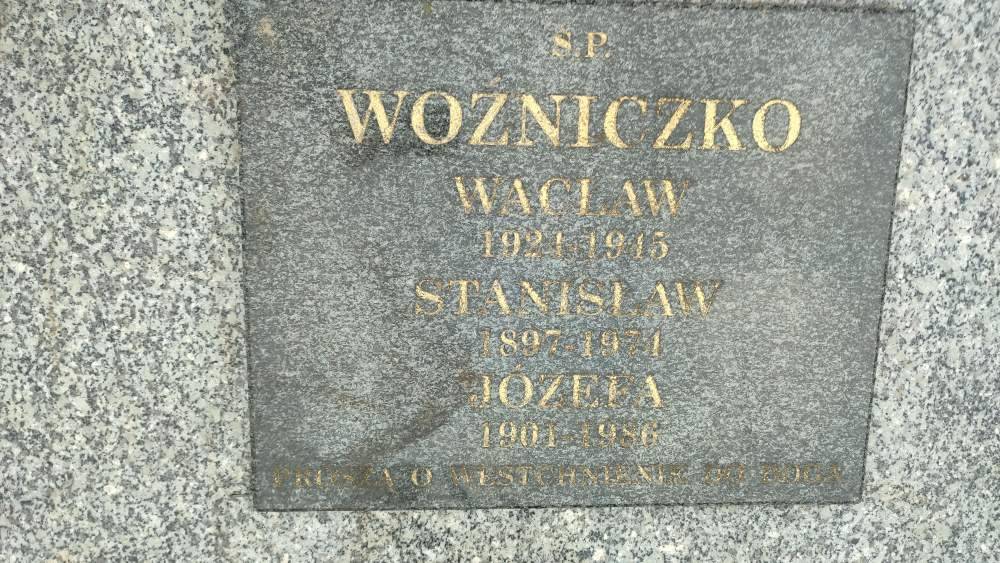 Ś.P.
WOŹNICZKO
WACŁAW
1924-1945
STANISŁAW
1897-1974
JÓZEFA
1901-1986
PROSZĄ O WESTCHNIENIE DO BOGA